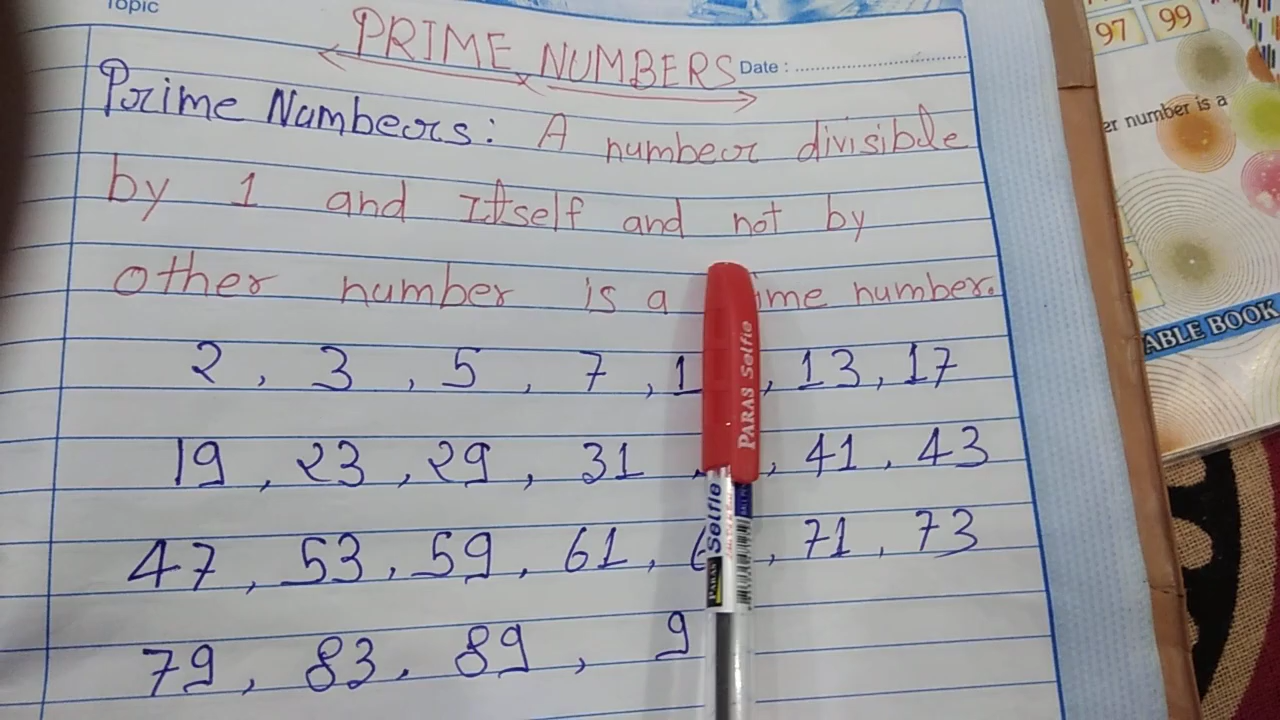 Topic
PRIME NUMBERS
Date :
Prime Numbers: A number divisible
by 1 and Itself and not by
other number is a ime number.
2, 3, 5, 7, 1 , 13, 17
19, 23, 29, 31 , , 41, 43
47, 53, 59, 61, 6 , 71, 73
79, 83, 89, 9
PARAS Selfie
PARAS Selfie
97 99
er number is a
ABLE BOOK